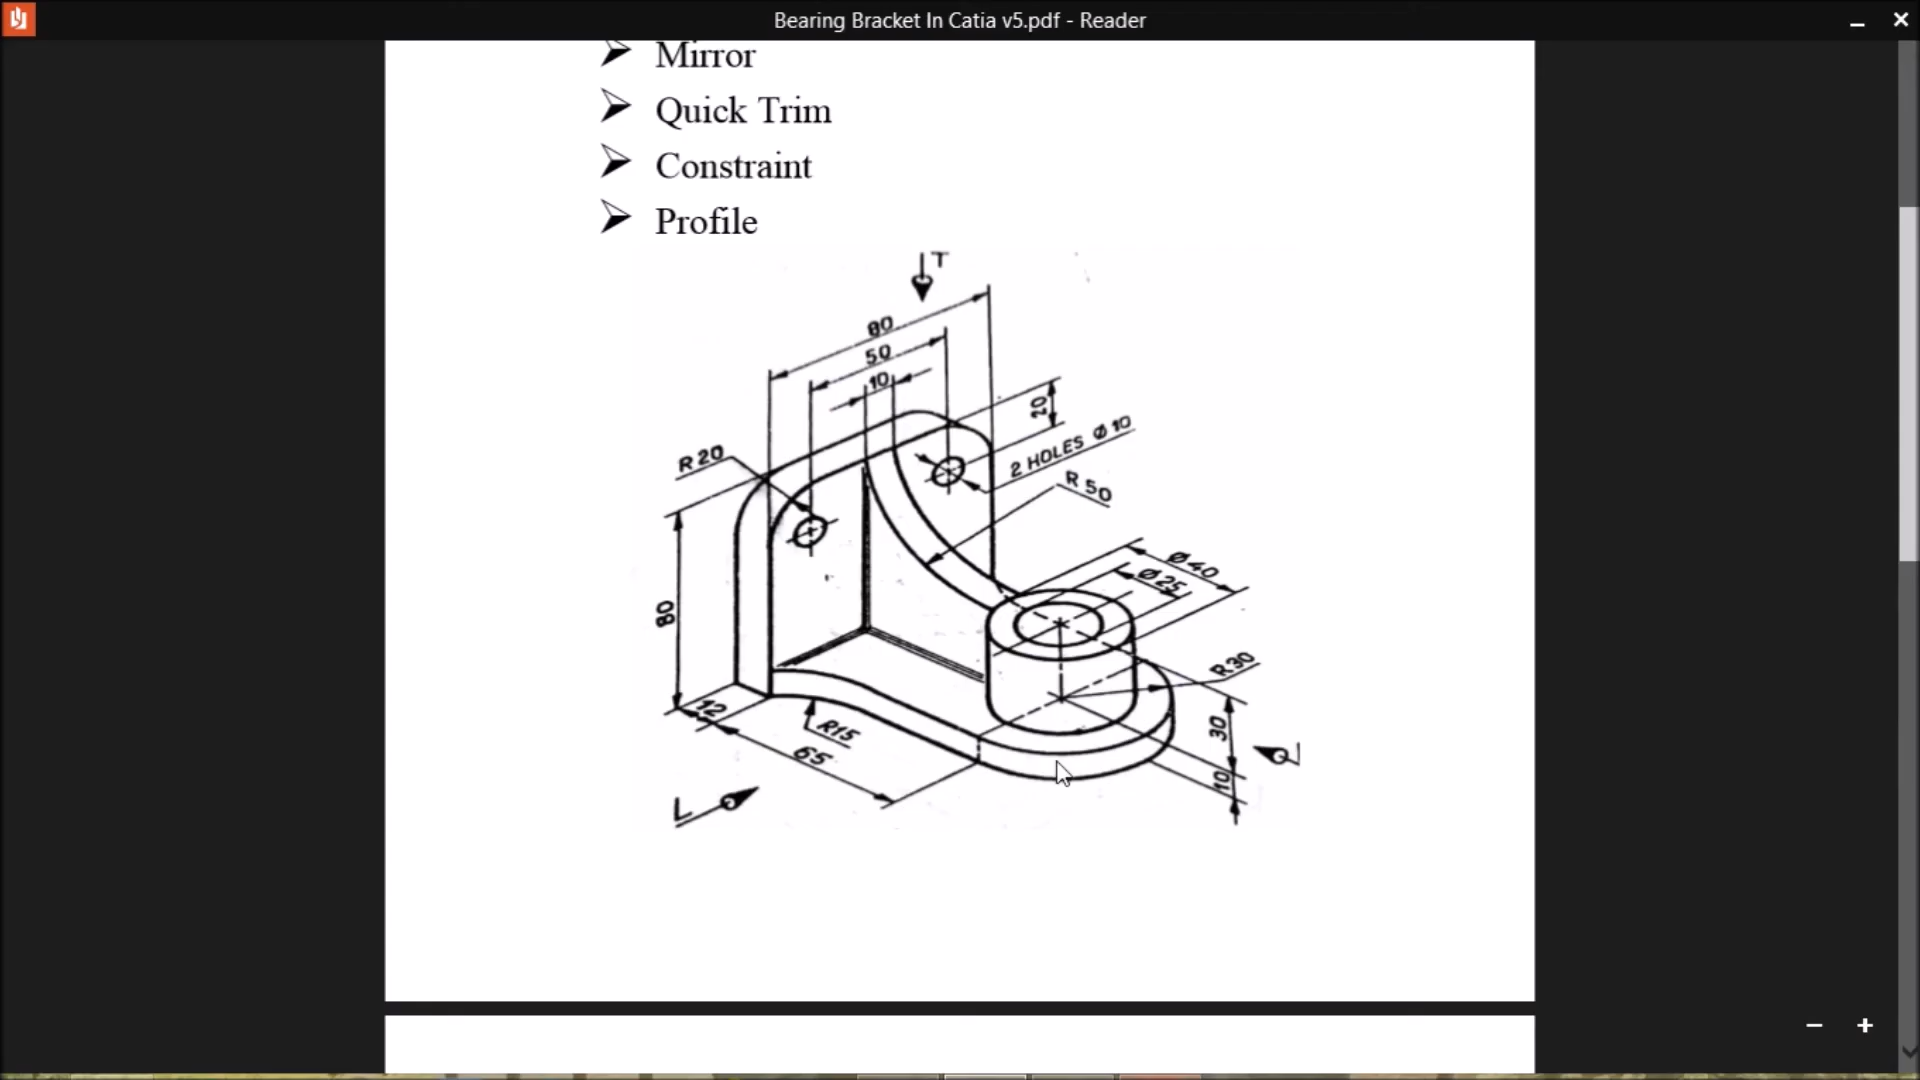 Bearing Bracket In Catia v5.pdf - Reader
Mirror
Quick Trim
Constraint
Profile
T
80
50
10
20
2 HOLES Ø 10
R 20
R 50
Ø 40
Ø 25
80
R30
12
R15
65
30
10
L